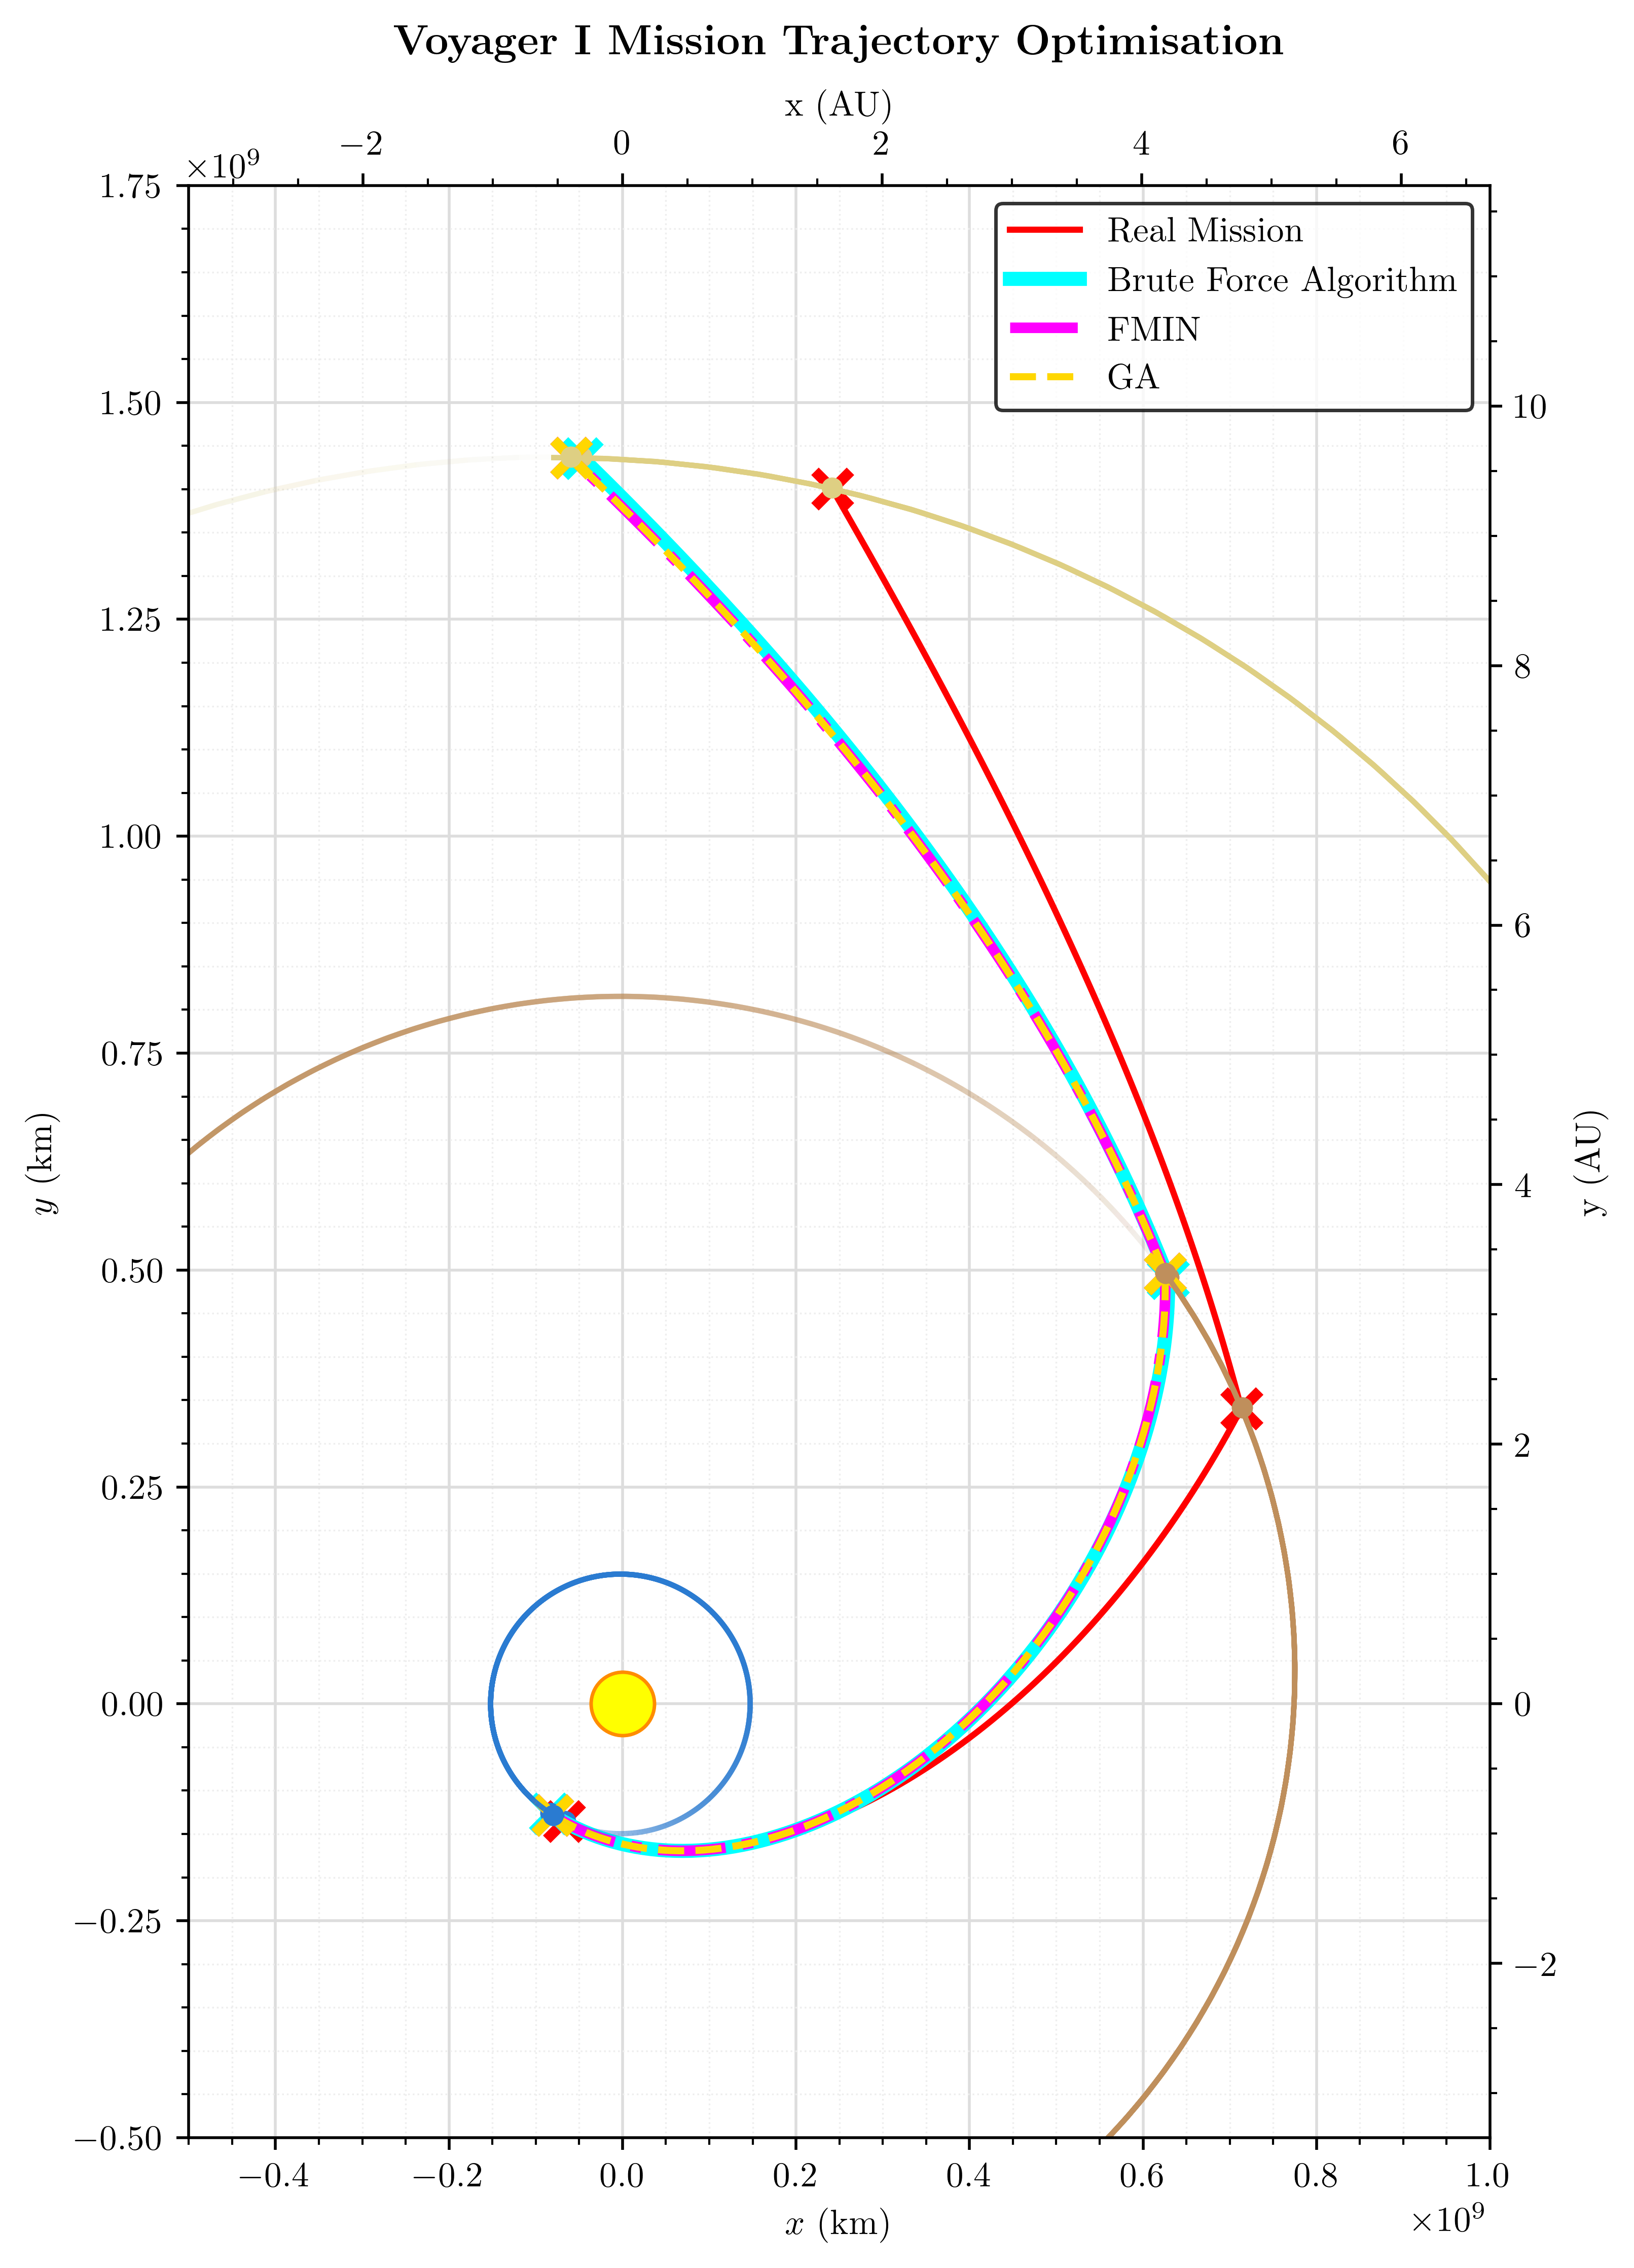 Voyager I Mission Trajectory Optimisation
x (AU)
−2 0 2 4 6
×10⁹
1.75
1.50
1.25
1.00
0.75
0.50
0.25
0.00
−0.25
−0.50
y (km)
Real Mission
Brute Force Algorithm
FMIN
GA
10
8
6
4
2
0
−2
y (AU)
−0.4 −0.2 0.0 0.2 0.4 0.6 0.8 1.0
x (km)
×10⁹